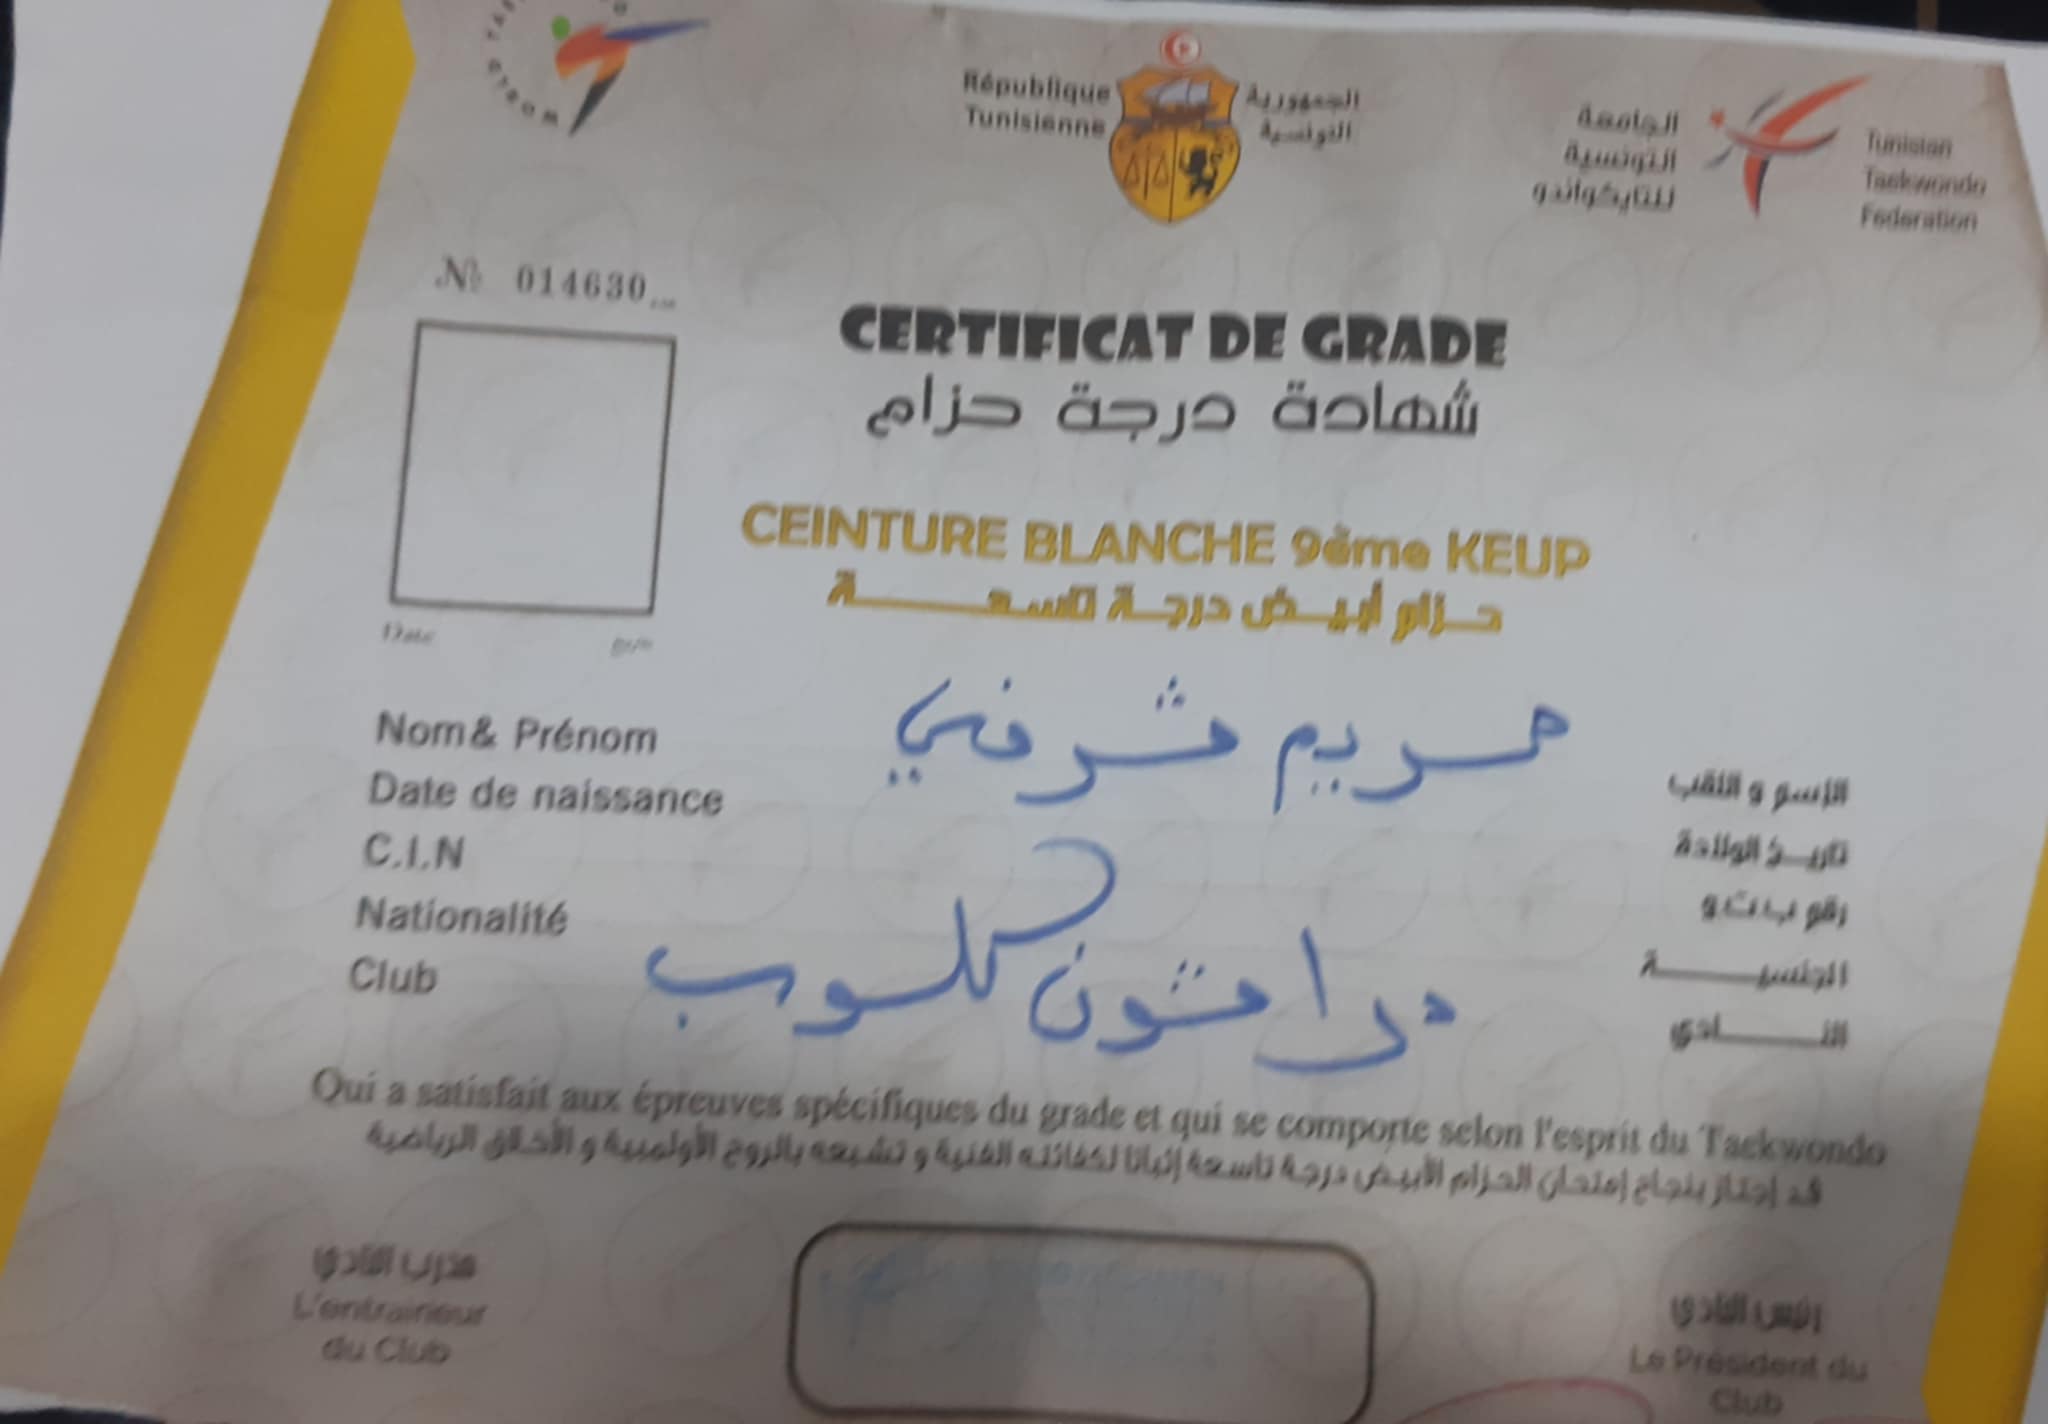 République
Tunisienne
الجمهورية
التونسية
الجامعة
التونسية
للتايكواندو
Tunisian
Taekwondo
Federation
№ 014630
CERTIFICAT DE GRADE
شهادة درجة حزام
CEINTURE BLANCHE 9ème KEUP
حزام أبيض درجة تاسعة
Date
Nom& Prénom
مريم شرفي
الإسم و اللقب
Date de naissance
تاريخ الولادة
C.I.N
رقم ب ت و
Nationalité
الجنسية
Club
مراتون كلوب
النادي
Qui a satisfait aux épreuves spécifiques du grade et qui se comporte selon l'esprit du Taekwondo
قد إجتاز بنجاح إمتحان الحزام الأبيض درجة تاسعة إثباتا لكفائته الفنية و تشبعه بالروح الأولمبية و الأخلاق الرياضية
مدرب النادي
L'entraineur
du Club
رئيس النادي
Le Président du
Club